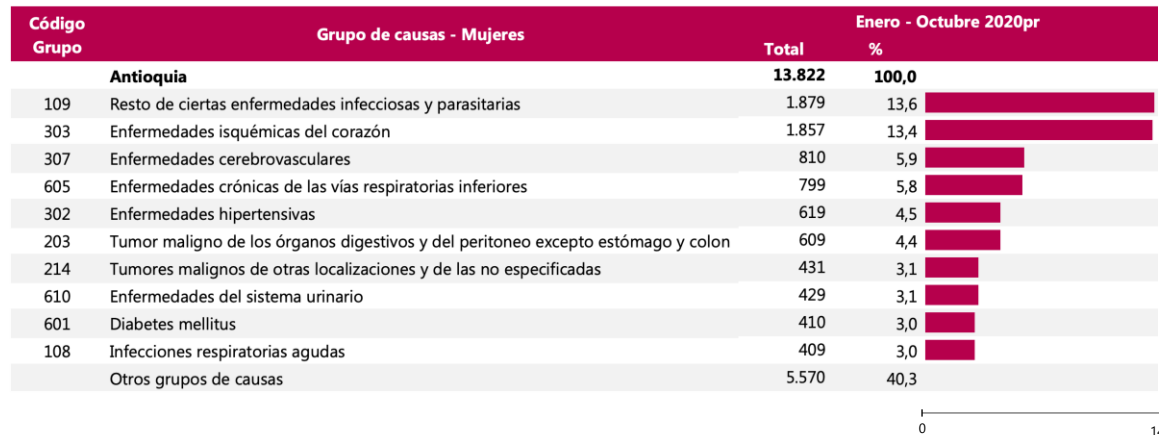 Código Grupo Grupo de causas - Mujeres Enero - Octubre 2020pr
Total %
Antioquia 13.822 100,0
109 Resto de ciertas enfermedades infecciosas y parasitarias 1.879 13,6
303 Enfermedades isquémicas del corazón 1.857 13,4
307 Enfermedades cerebrovasculares 810 5,9
605 Enfermedades crónicas de las vías respiratorias inferiores 799 5,8
302 Enfermedades hipertensivas 619 4,5
203 Tumor maligno de los órganos digestivos y del peritoneo excepto estómago y colon 609 4,4
214 Tumores malignos de otras localizaciones y de las no especificadas 431 3,1
610 Enfermedades del sistema urinario 429 3,1
601 Diabetes mellitus 410 3,0
108 Infecciones respiratorias agudas 409 3,0
Otros grupos de causas 5.570 40,3
0